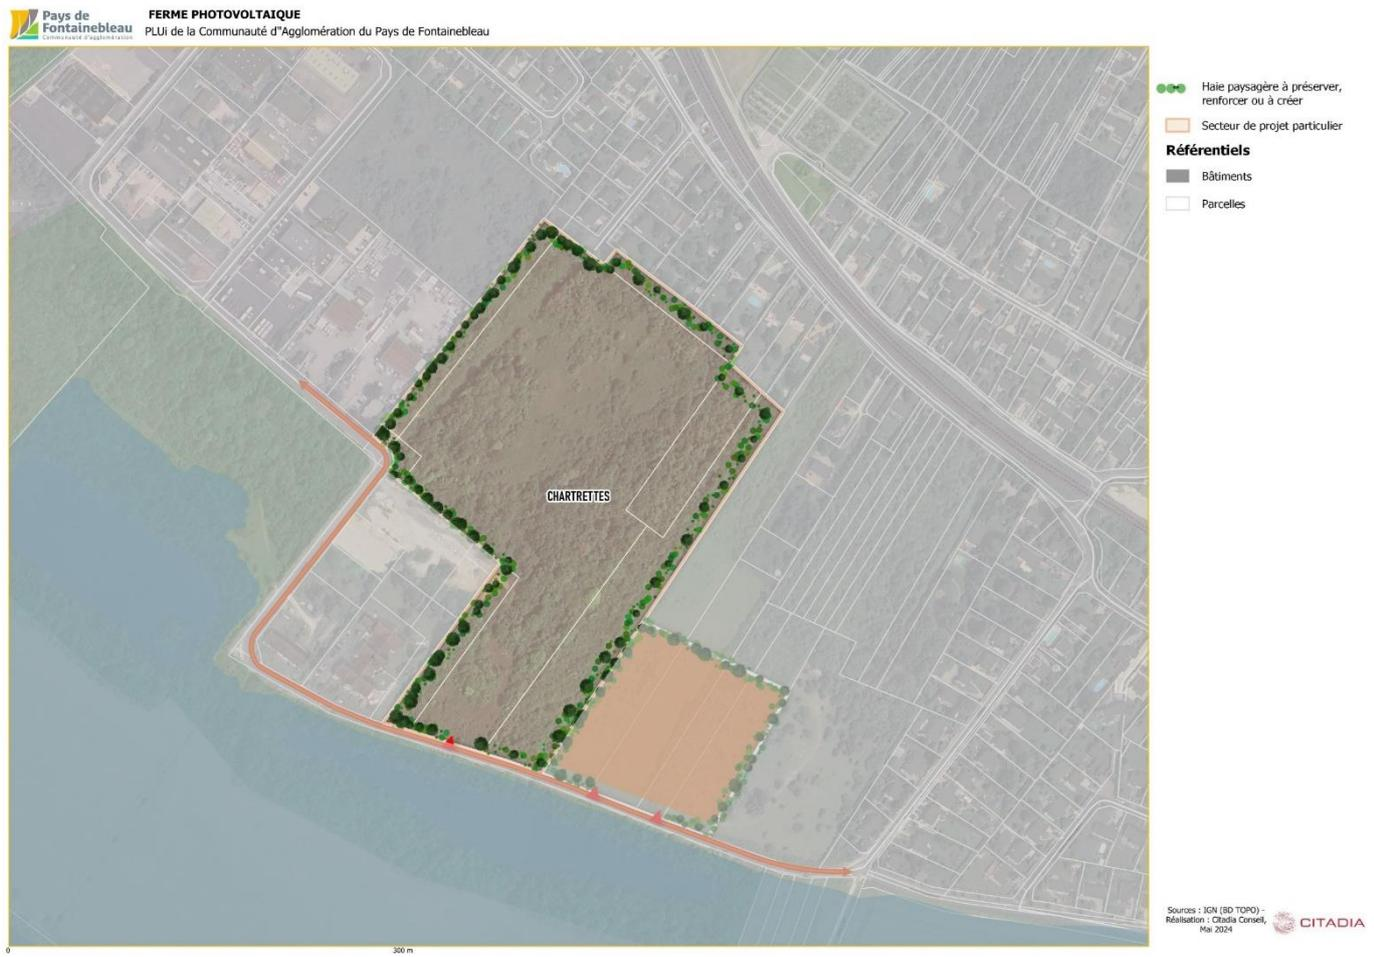 Pays de
Fontainebleau
Communauté d'agglomération
FERME PHOTOVOLTAIQUE
PLUi de la Communauté d"Agglomération du Pays de Fontainebleau
Haie paysagère à préserver,
renforcer ou à créer
Secteur de projet particulier
Référentiels
Bâtiments
Parcelles
CHARTRETTES
Sources : IGN (BD TOPO) -
Réalisation : Citadia Conseil,
Mai 2024
CITADIA
0
300 m